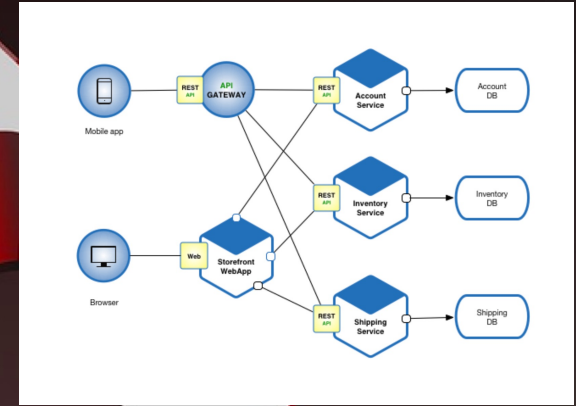 Mobile app
REST
API
API
GATEWAY
REST
API
Account
Service
Account
DB
REST
API
Inventory
Service
Inventory
DB
Browser
Web
Storefront
WebApp
REST
API
Shipping
Service
Shipping
DB